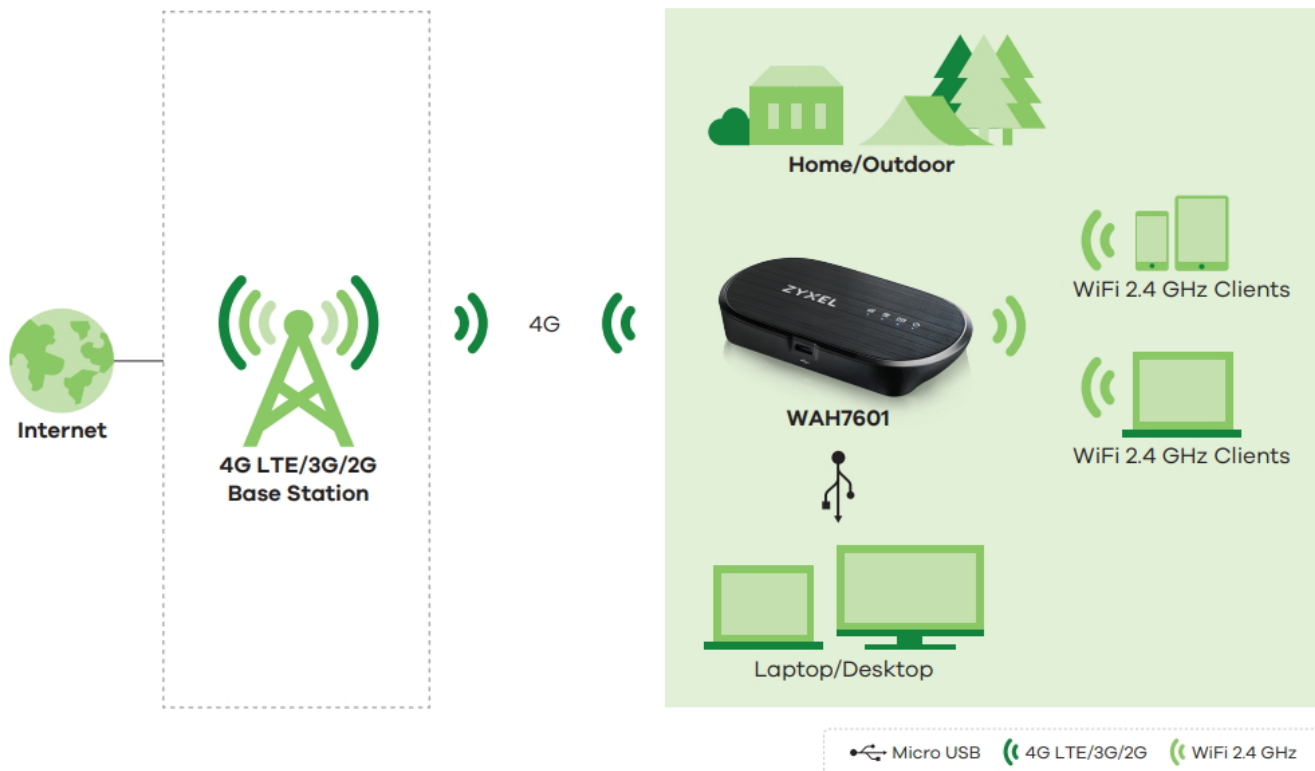 Home/Outdoor
WiFi 2.4 GHz Clients
ZYXEL
4G
Internet
4G LTE/3G/2G
Base Station
WAH7601
WiFi 2.4 GHz Clients
Laptop/Desktop
Micro USB 4G LTE/3G/2G WiFi 2.4 GHz